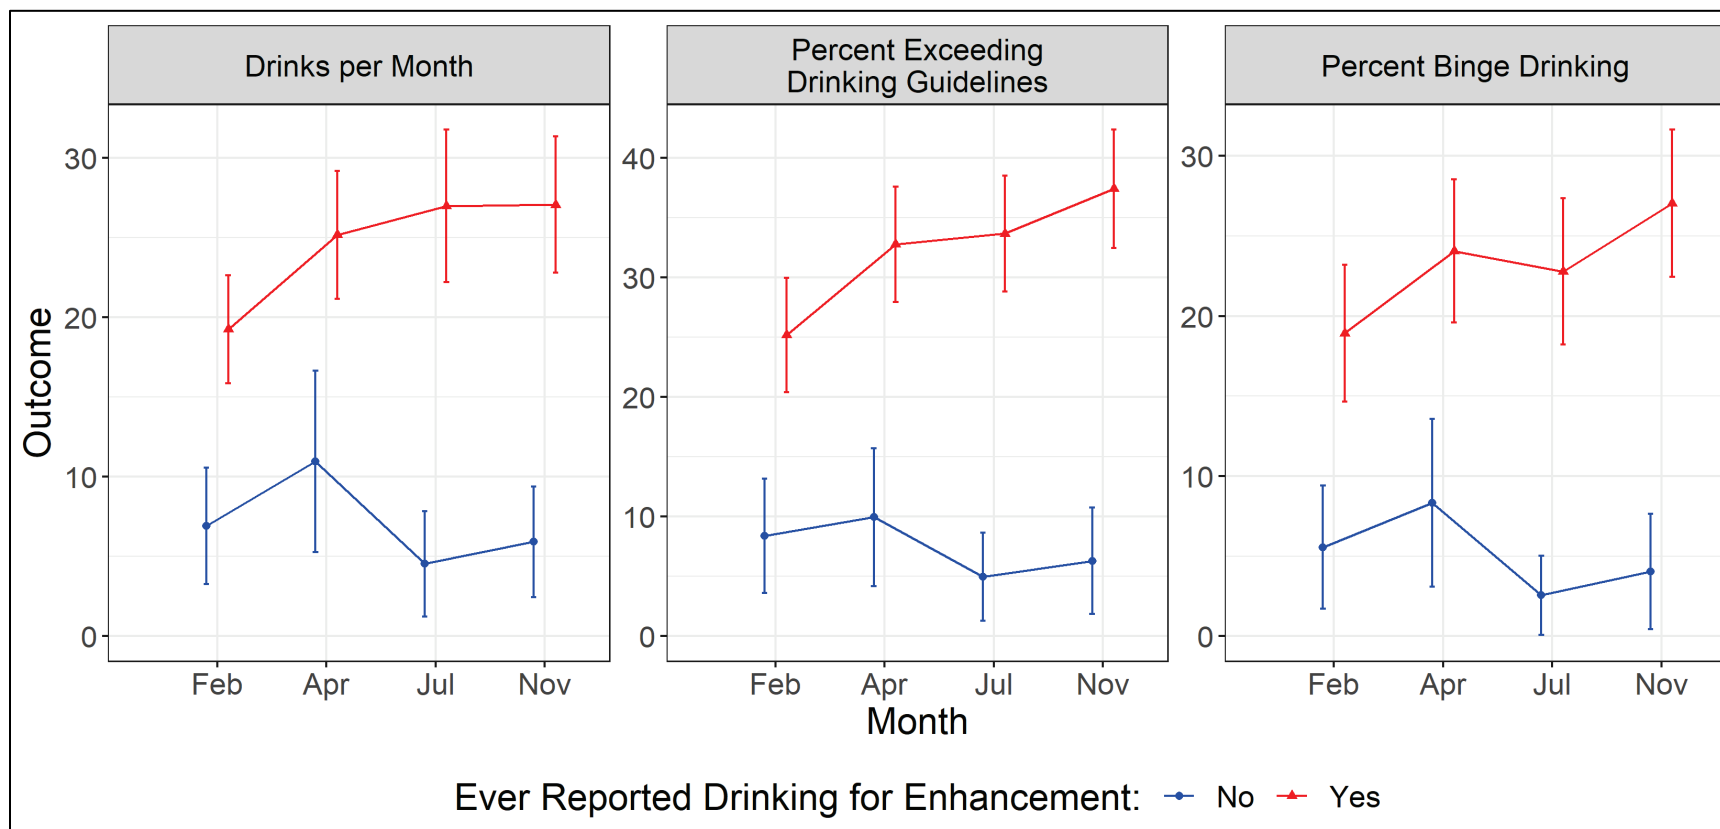 Drinks per Month
Percent Exceeding
Drinking Guidelines
Percent Binge Drinking
Outcome
30
20
10
0
40
30
20
10
0
30
20
10
0
Feb Apr Jul Nov
Feb Apr Jul Nov
Feb Apr Jul Nov
Month
Ever Reported Drinking for Enhancement: No Yes